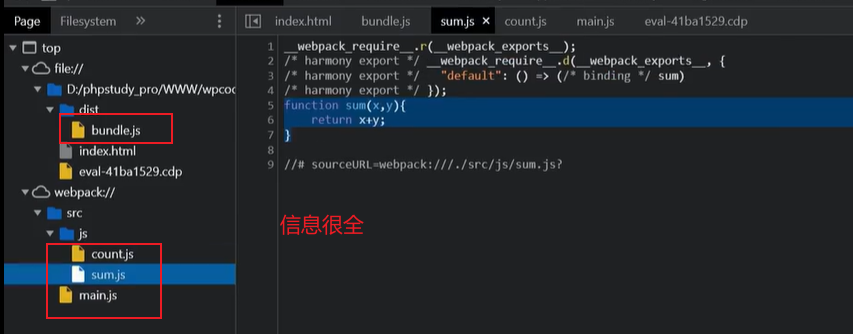 Page Filesystem »
index.html bundle.js sum.js × count.js main.js eval-41ba1529.cdp
top
file://
D:/phpstudy_pro/WWW/wpcod
dist
bundle.js
index.html
eval-41ba1529.cdp
webpack://
src
js
count.js
sum.js
main.js
1 __webpack_require__.r(__webpack_exports__);
2 /* harmony export */ __webpack_require__.d(__webpack_exports__, {
3 /* harmony export */   "default": () => (/* binding */ sum)
4 /* harmony export */ });
5 function sum(x,y){
6     return x+y;
7 }
8
9 //# sourceURL=webpack:///./src/js/sum.js?
信息很全